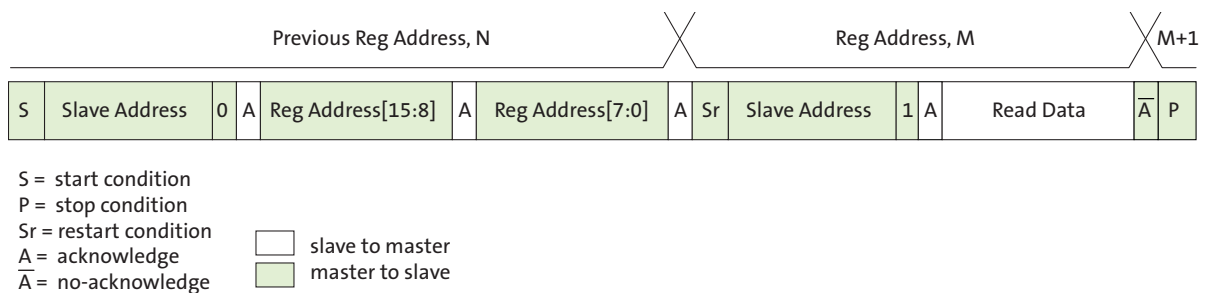 Previous Reg Address, N Reg Address, M M+1
S Slave Address 0 A Reg Address[15:8] A Reg Address[7:0] A Sr Slave Address 1 A Read Data A̅ P
S = start condition
P = stop condition
Sr = restart condition
A = acknowledge
A̅ = no-acknowledge
slave to master
master to slave